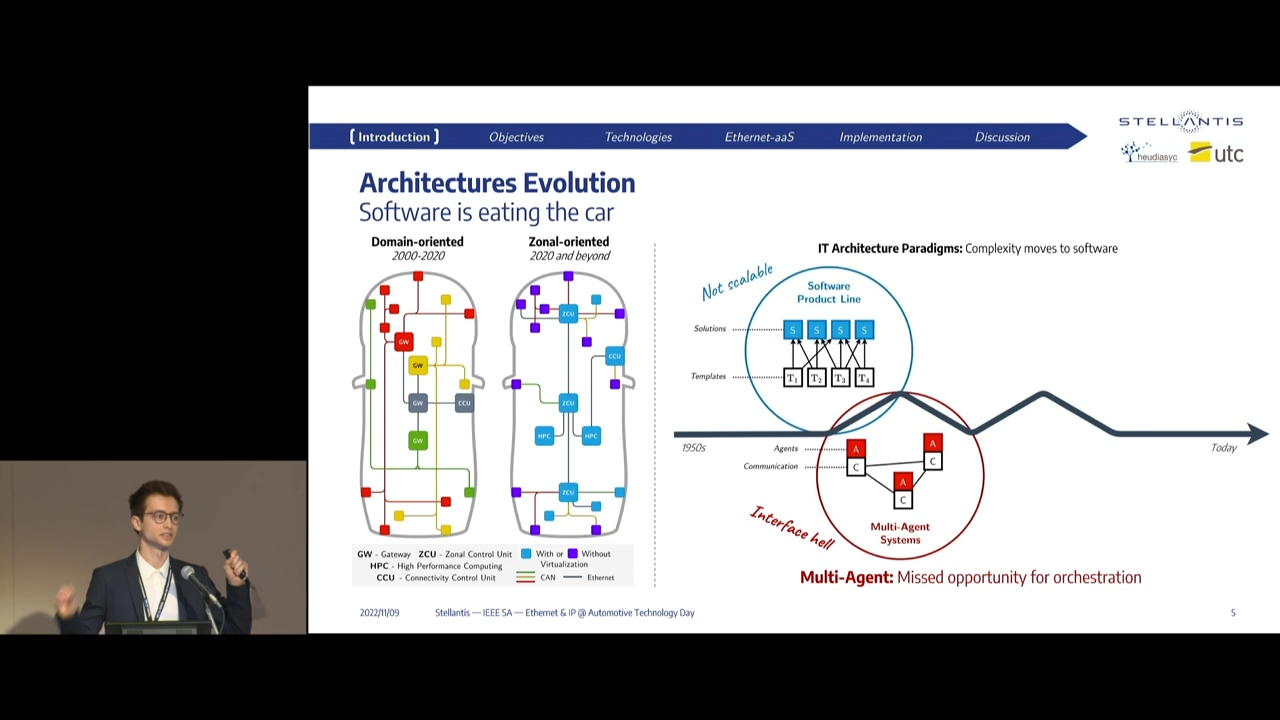 [ Introduction ] Objectives Technologies Ethernet-aaS Implementation Discussion
STELLANTIS
heudiasyc utc
Architectures Evolution
Software is eating the car
Domain-oriented
2000-2020
GW
GW
GW CCU
GW
Zonal-oriented
2020 and beyond
ZCU
CCU
ZCU
HPC HPC
ZCU
GW - Gateway ZCU - Zonal Control Unit
HPC - High Performance Computing
CCU - Connectivity Control Unit
With or Without
Virtualization
CAN Ethernet
IT Architecture Paradigms: Complexity moves to software
Not scalable
Software
Product Line
Solutions S S S S
Templates T1 T2 T3 T4
1950s Today
Agents A A
Communication C C
A
C
Interface hell
Multi-Agent
Systems
Multi-Agent: Missed opportunity for orchestration
2022/11/09 Stellantis — IEEE SA — Ethernet & IP @ Automotive Technology Day 5